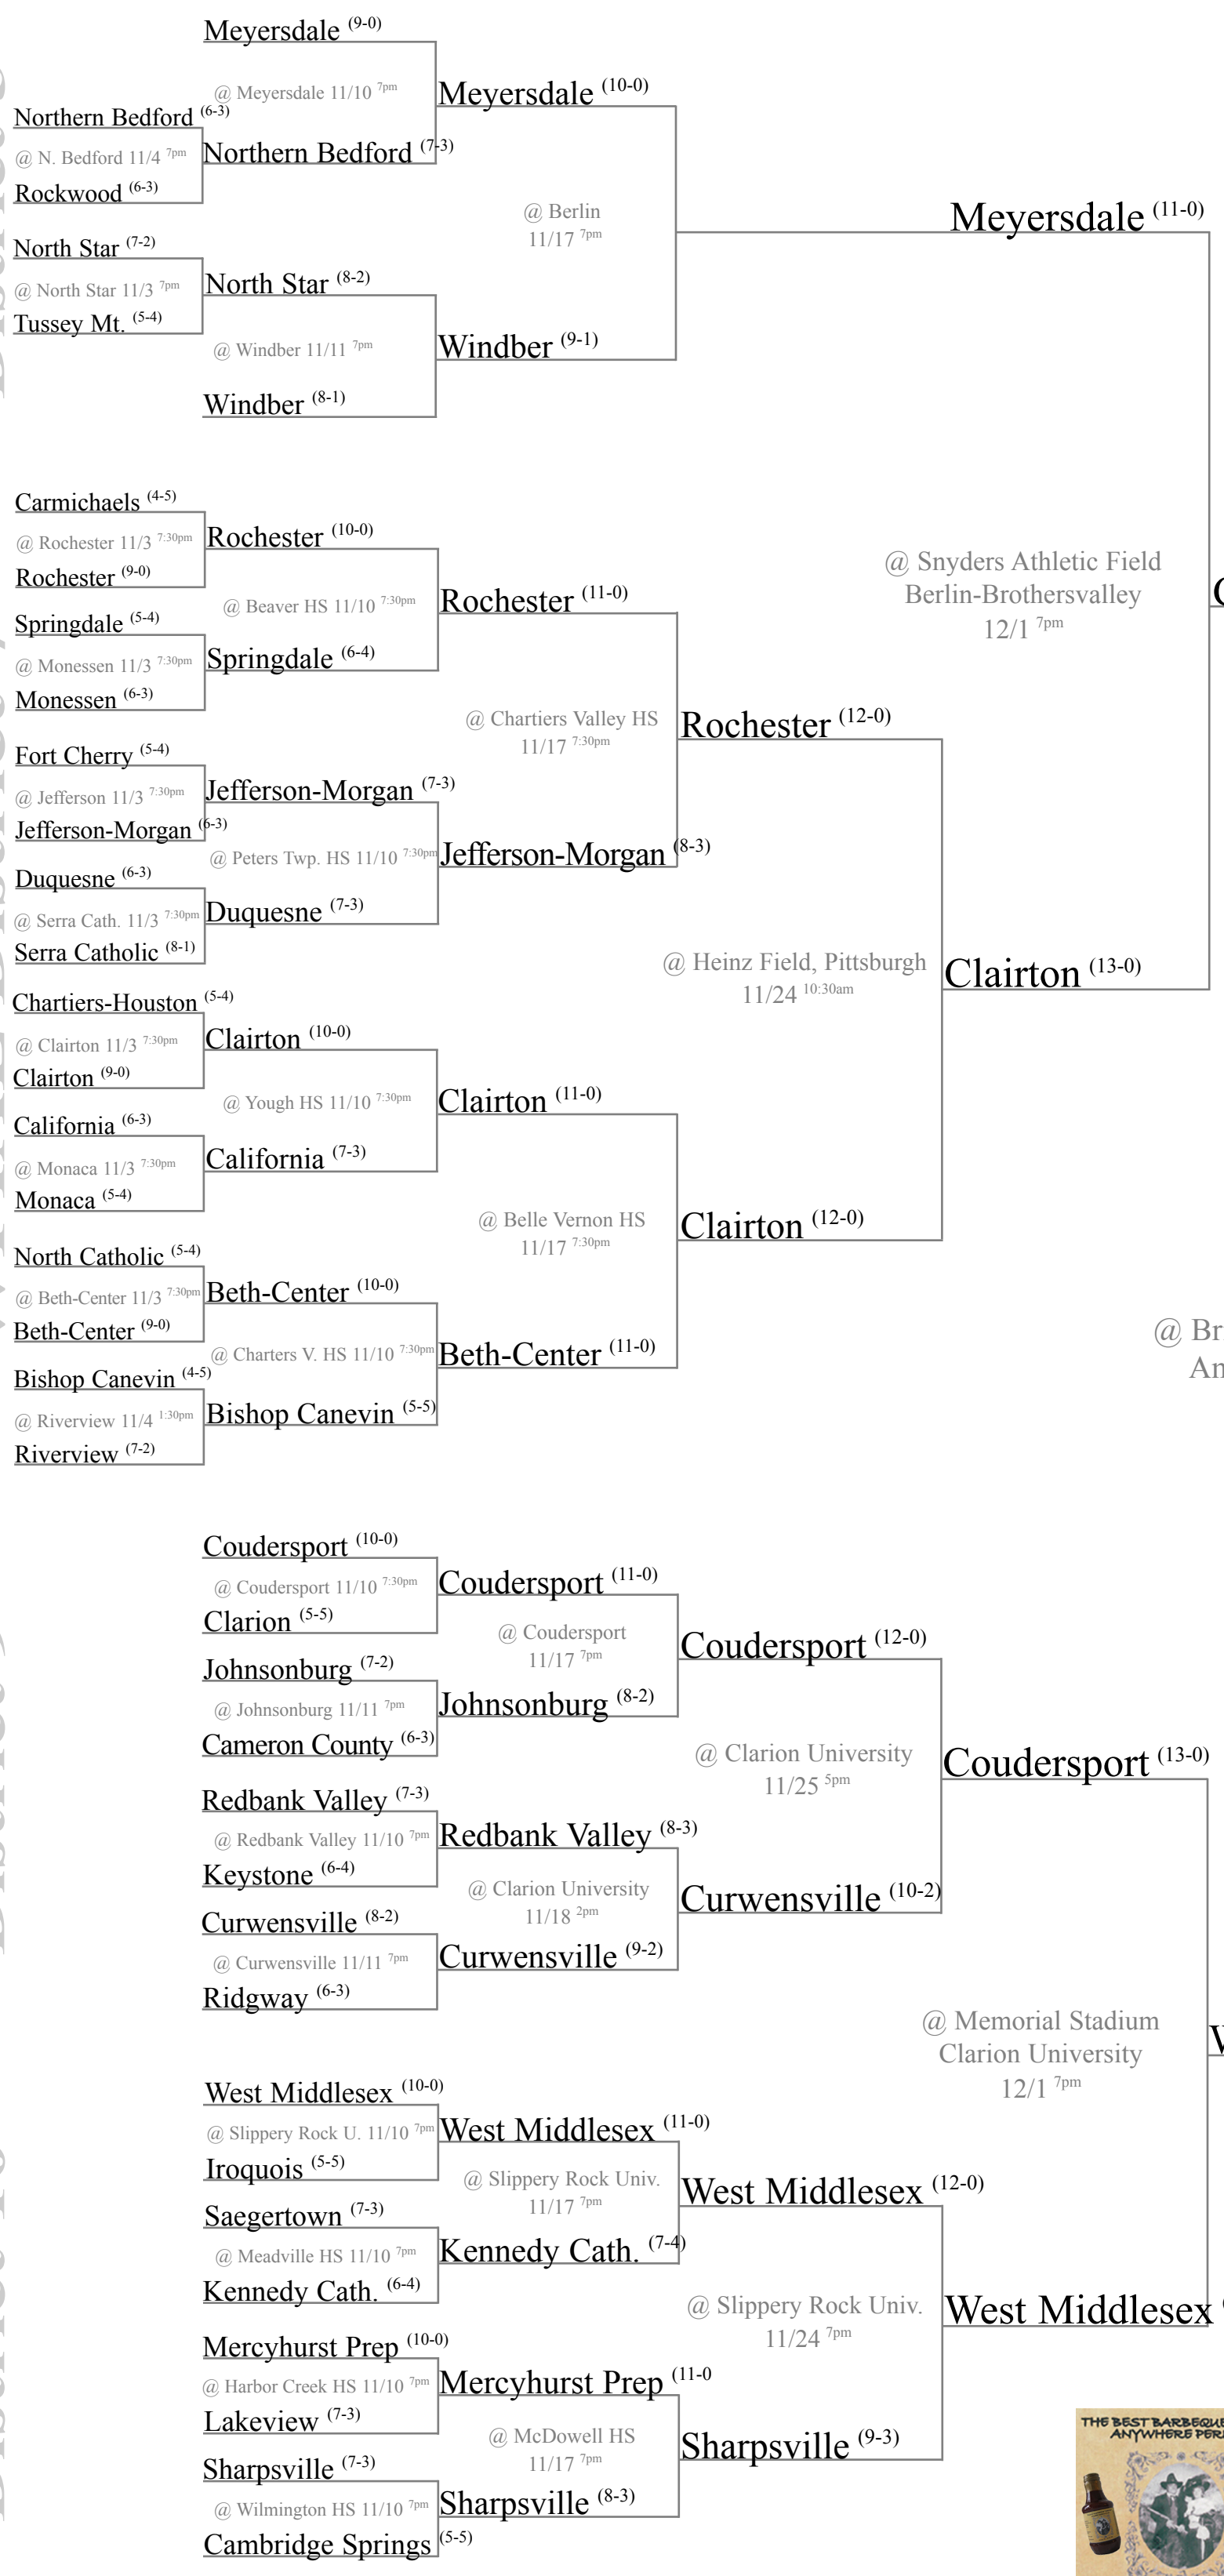 Meyersdale (9-0)
@ Meyersdale 11/10 7pm
Meyersdale (10-0)
Northern Bedford (6-3)
@ N. Bedford 11/4 7pm
Northern Bedford (7-3)
Rockwood (6-3)
@ Berlin
11/17 7pm
Meyersdale (11-0)
North Star (7-2)
@ North Star 11/3 7pm
North Star (8-2)
Tussey Mt. (5-4)
@ Windber 11/11 7pm
Windber (9-1)
Windber (8-1)
Carmichaels (4-5)
@ Rochester 11/3 7:30pm
Rochester (10-0)
Rochester (9-0)
@ Beaver HS 11/10 7:30pm
Rochester (11-0)
Springdale (5-4)
@ Monessen 11/3 7:30pm
Springdale (6-4)
Monessen (6-3)
@ Snyders Athletic Field
Berlin-Brothersvalley
12/1 7pm
@ Chartiers Valley HS
11/17 7:30pm
Rochester (12-0)
Fort Cherry (5-4)
@ Jefferson 11/3 7:30pm
Jefferson-Morgan (7-3)
Jefferson-Morgan (6-3)
@ Peters Twp. HS 11/10 7:30pm
Jefferson-Morgan (8-3)
Duquesne (6-3)
@ Serra Cath. 11/3 7:30pm
Duquesne (7-3)
Serra Catholic (8-1)
@ Heinz Field, Pittsburgh
11/24 10:30am
Clairton (13-0)
Chartiers-Houston (5-4)
@ Clairton 11/3 7:30pm
Clairton (10-0)
Clairton (9-0)
@ Yough HS 11/10 7:30pm
Clairton (11-0)
California (6-3)
@ Monaca 11/3 7:30pm
California (7-3)
Monaca (5-4)
@ Belle Vernon HS
11/17 7:30pm
Clairton (12-0)
North Catholic (5-4)
@ Beth-Center 11/3 7:30pm
Beth-Center (10-0)
Beth-Center (9-0)
@ Charters V. HS 11/10 7:30pm
Beth-Center (11-0)
Bishop Canevin (4-5)
@ Riverview 11/4 1:30pm
Bishop Canevin (5-5)
Riverview (7-2)
Coudersport (10-0)
@ Coudersport 11/10 7:30pm
Coudersport (11-0)
Clarion (5-5)
@ Coudersport
11/17 7pm
Coudersport (12-0)
Johnsonburg (7-2)
@ Johnsonburg 11/11 7pm
Johnsonburg (8-2)
Cameron County (6-3)
@ Clarion University
11/25 5pm
Coudersport (13-0)
Redbank Valley (7-3)
@ Redbank Valley 11/10 7pm
Redbank Valley (8-3)
Keystone (6-4)
@ Clarion University
11/18 2pm
Curwensville (10-2)
Curwensville (8-2)
@ Curwensville 11/11 7pm
Curwensville (9-2)
Ridgway (6-3)
@ Memorial Stadium
Clarion University
12/1 7pm
West Middlesex (10-0)
@ Slippery Rock U. 11/10 7pm
West Middlesex (11-0)
Iroquois (5-5)
@ Slippery Rock Univ.
11/17 7pm
West Middlesex (12-0)
Saegertown (7-3)
@ Meadville HS 11/10 7pm
Kennedy Cath. (7-4)
Kennedy Cath. (6-4)
@ Slippery Rock Univ.
11/24 7pm
West Middlesex
Mercyhurst Prep (10-0)
@ Harbor Creek HS 11/10 7pm
Mercyhurst Prep (11-0
Lakeview (7-3)
@ McDowell HS
11/17 7pm
Sharpsville (9-3)
Sharpsville (7-3)
@ Wilmington HS 11/10 7pm
Sharpsville (8-3)
Cambridge Springs (5-5)
THE BEST
ANYWHERE